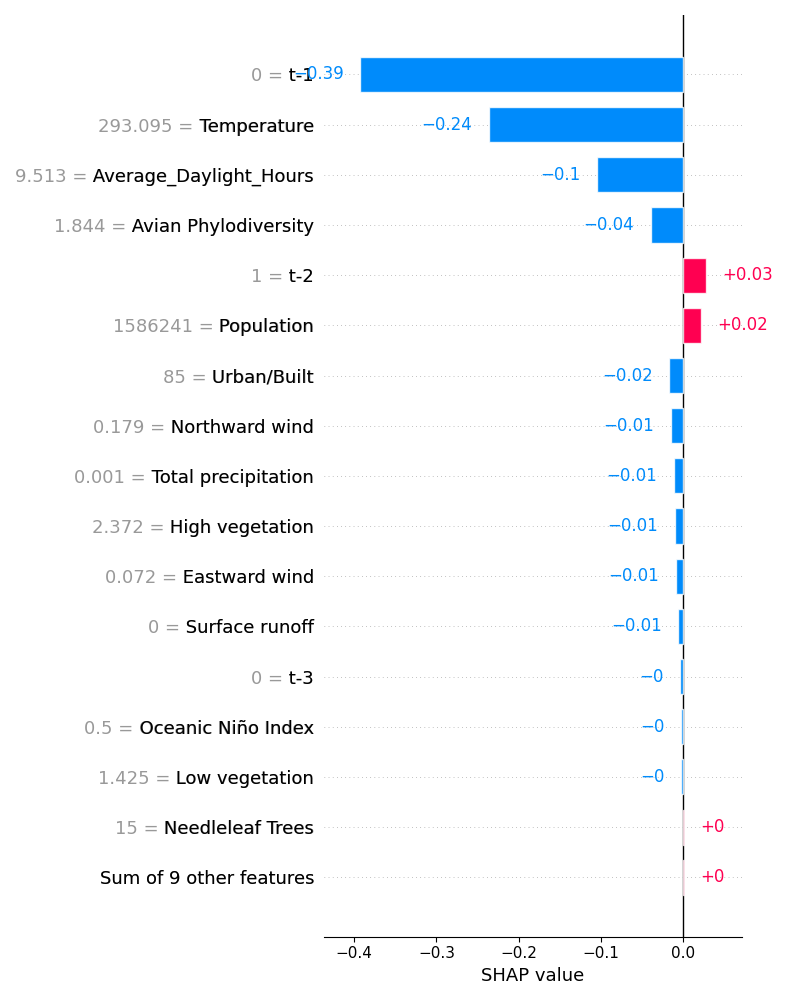 0 = t-1 −0.39
293.095 = Temperature −0.24
9.513 = Average_Daylight_Hours −0.1
1.844 = Avian Phylodiversity −0.04
1 = t-2 +0.03
1586241 = Population +0.02
85 = Urban/Built −0.02
0.179 = Northward wind −0.01
0.001 = Total precipitation −0.01
2.372 = High vegetation −0.01
0.072 = Eastward wind −0.01
0 = Surface runoff −0.01
0 = t-3 −0
0.5 = Oceanic Niño Index −0
1.425 = Low vegetation −0
15 = Needleleaf Trees +0
Sum of 9 other features +0
−0.4 −0.3 −0.2 −0.1 0.0
SHAP value